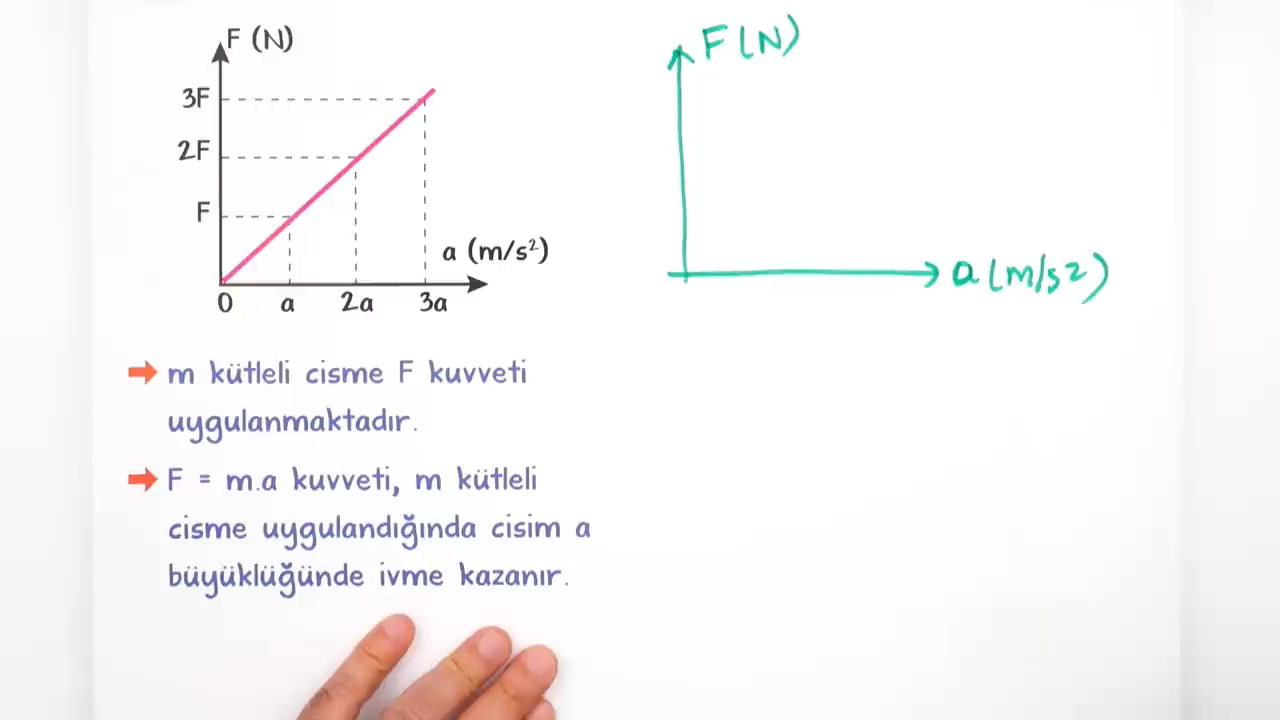 F (N)
3F
2F
F
a (m/s²)
0 a 2a 3a
F(N)
a(m/s2)
➡ m kütleli cisme F kuvveti
uygulanmaktadır.
➡ F = m.a kuvveti, m kütleli
cisme uygulandığında cisim a
büyüklüğünde ivme kazanır.